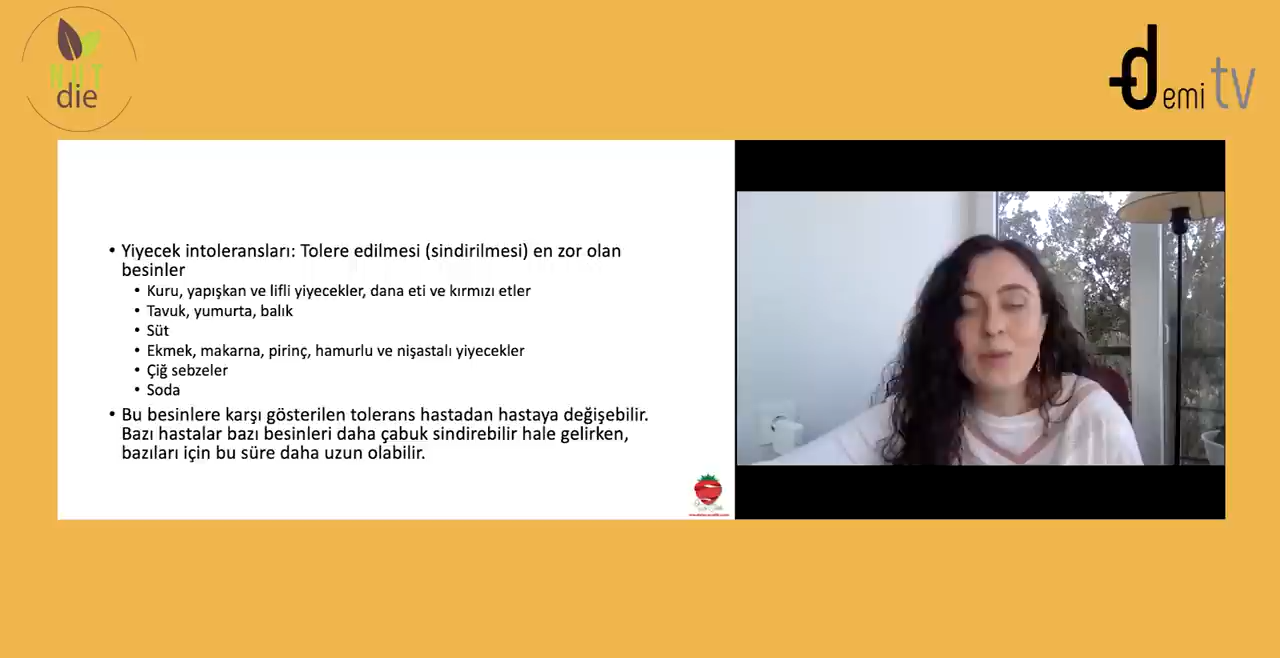 NUT
die
demi tv
• Yiyecek intoleransları: Tolere edilmesi (sindirilmesi) en zor olan
besinler
• Kuru, yapışkan ve lifli yiyecekler, dana eti ve kırmızı etler
• Tavuk, yumurta, balık
• Süt
• Ekmek, makarna, pirinç, hamurlu ve nişastalı yiyecekler
• Çiğ sebzeler
• Soda
• Bu besinlere karşı gösterilen tolerans hastadan hastaya değişebilir.
Bazı hastalar bazı besinleri daha çabuk sindirebilir hale gelirken,
bazıları için bu süre daha uzun olabilir.